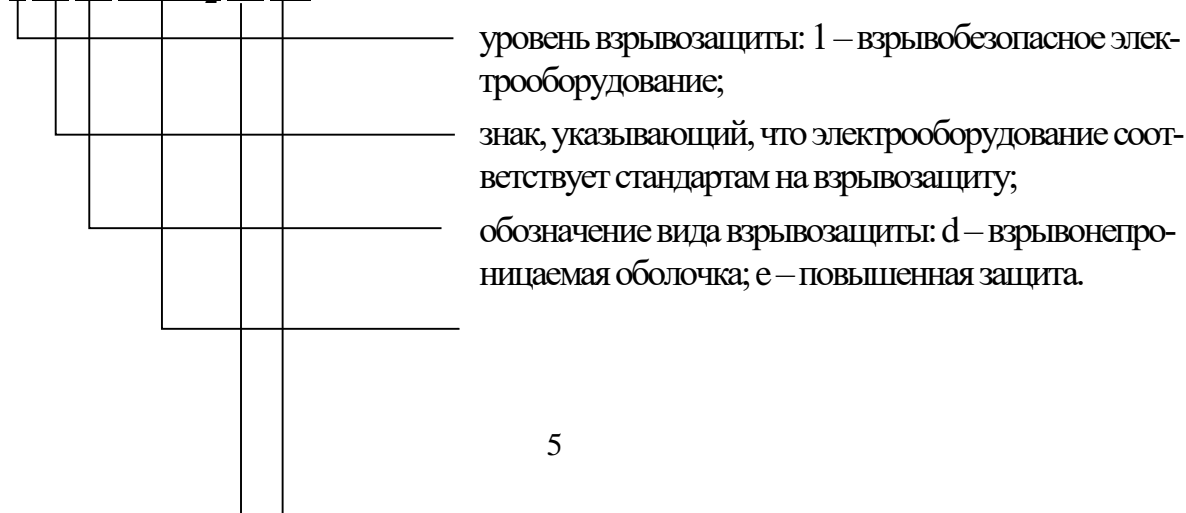 уровень взрывозащиты: 1 – взрывобезопасное элек-
трооборудование;
знак, указывающий, что электрооборудование соот-
ветствует стандартам на взрывозащиту;
обозначение вида взрывозащиты: d – взрывонепро-
ницаемая оболочка; e – повышенная защита.
5